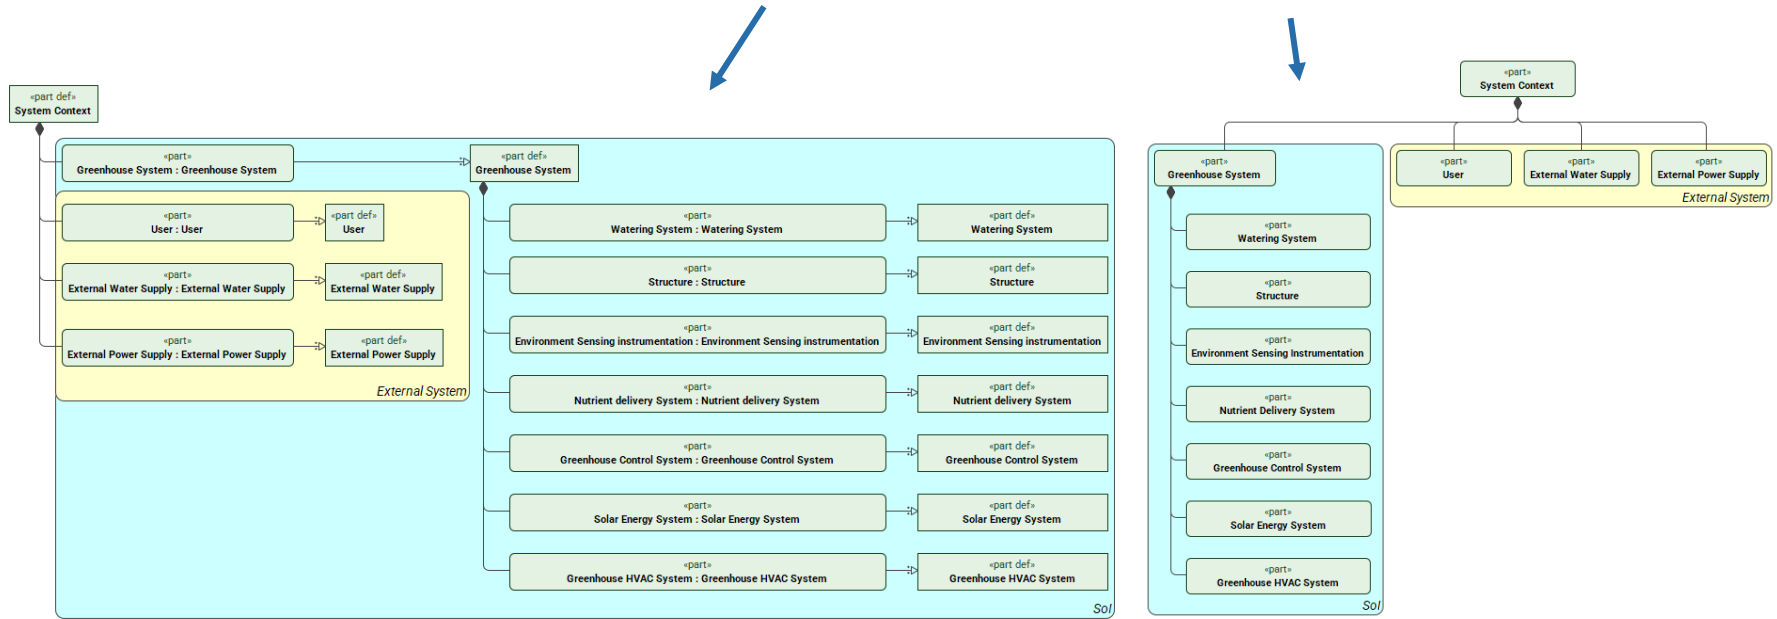 «part def»
System Context
«part»
Greenhouse System : Greenhouse System
«part def»
Greenhouse System
«part»
User : User
«part def»
User
«part»
External Water Supply : External Water Supply
«part def»
External Water Supply
«part»
External Power Supply : External Power Supply
«part def»
External Power Supply
External System
«part»
Watering System : Watering System
«part def»
Watering System
«part»
Structure : Structure
«part def»
Structure
«part»
Environment Sensing instrumentation : Environment Sensing instrumentation
«part def»
Environment Sensing instrumentation
«part»
Nutrient delivery System : Nutrient delivery System
«part def»
Nutrient delivery System
«part»
Greenhouse Control System : Greenhouse Control System
«part def»
Greenhouse Control System
«part»
Solar Energy System : Solar Energy System
«part def»
Solar Energy System
«part»
Greenhouse HVAC System : Greenhouse HVAC System
«part def»
Greenhouse HVAC System
SoI
«part»
System Context
«part»
Greenhouse System
«part»
User
«part»
External Water Supply
«part»
External Power Supply
External System
«part»
Watering System
«part»
Structure
«part»
Environment Sensing Instrumentation
«part»
Nutrient Delivery System
«part»
Greenhouse Control System
«part»
Solar Energy System
«part»
Greenhouse HVAC System
SoI